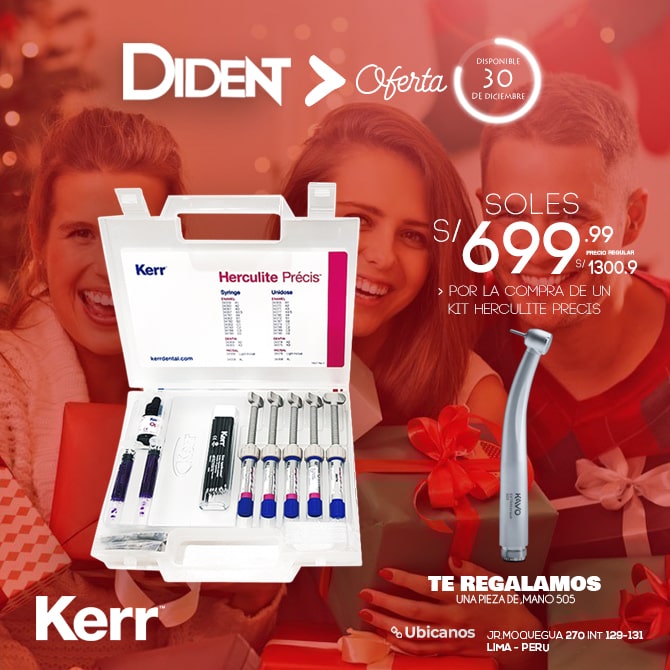 DIDENT > Oferta
DISPONIBLE
30
DE DICIEMBRE
SOLES
S/ 699.99
PRECIO REGULAR
S/ 1300.9
> POR LA COMPRA DE UN
KIT HERCULITE PRECIS
Kerr
Herculite Précis
Syringe Unidose
kerrdental.com
Kerr
Kerr
KAVO
TE REGALAMOS
UNA PIEZA DE ,MANO 505
Kerr™
Ubicanos
JR.MOQUEGUA 270 INT 129-131
LIMA - PERU